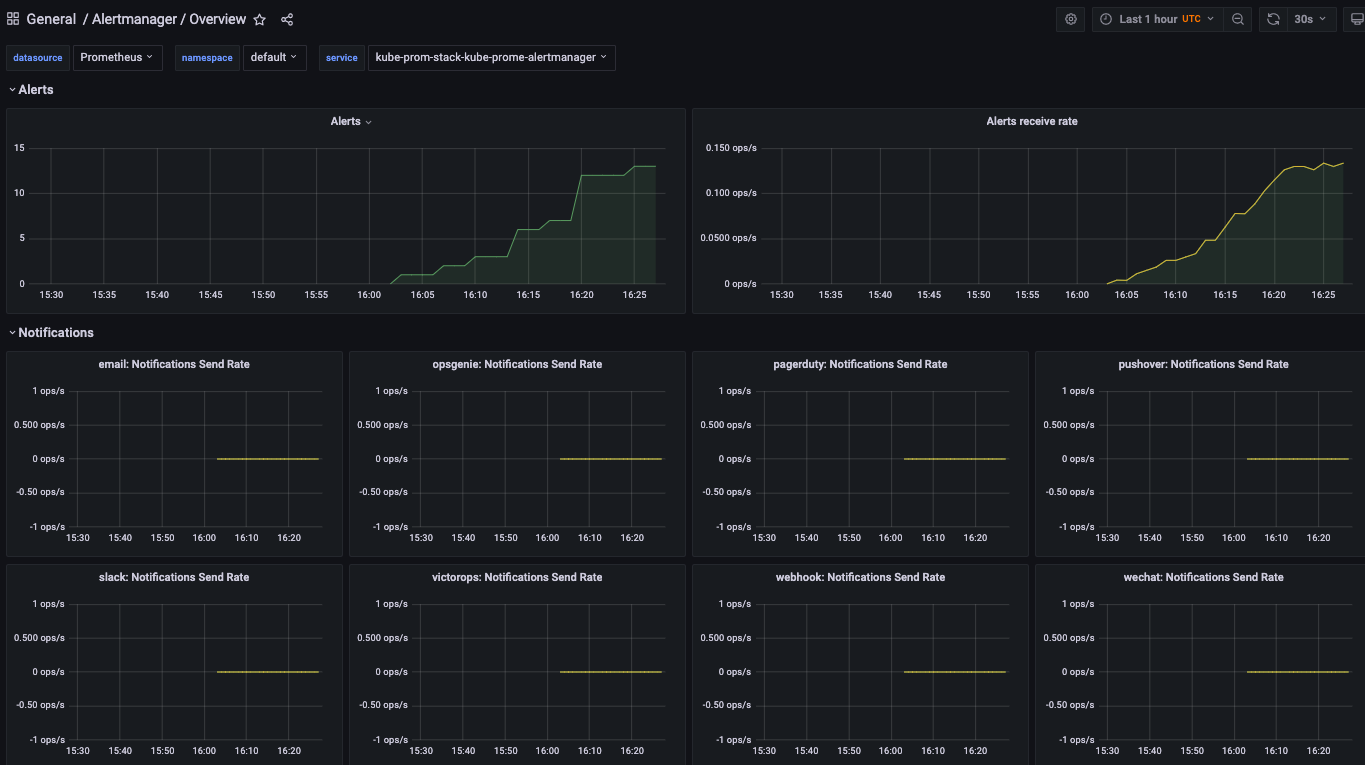 General / Alertmanager / Overview
Last 1 hour UTC
30s
datasource Prometheus namespace default service kube-prom-stack-kube-prome-alertmanager
Alerts
Alerts
15
10
5
0
15:30 15:35 15:40 15:45 15:50 15:55 16:00 16:05 16:10 16:15 16:20 16:25
Alerts receive rate
0.150 ops/s
0.100 ops/s
0.0500 ops/s
0 ops/s
15:30 15:35 15:40 15:45 15:50 15:55 16:00 16:05 16:10 16:15 16:20 16:25
Notifications
email: Notifications Send Rate
1 ops/s
0.500 ops/s
0 ops/s
-0.50 ops/s
-1 ops/s
15:30 15:40 15:50 16:00 16:10 16:20
opsgenie: Notifications Send Rate
1 ops/s
0.500 ops/s
0 ops/s
-0.50 ops/s
-1 ops/s
15:30 15:40 15:50 16:00 16:10 16:20
pagerduty: Notifications Send Rate
1 ops/s
0.500 ops/s
0 ops/s
-0.50 ops/s
-1 ops/s
15:30 15:40 15:50 16:00 16:10 16:20
pushover: Notifications Send Rate
1 ops/s
0.500 ops/s
0 ops/s
-0.50 ops/s
-1 ops/s
15:30 15:40 15:50 16:00 16:10 16:20
slack: Notifications Send Rate
1 ops/s
0.500 ops/s
0 ops/s
-0.50 ops/s
-1 ops/s
15:30 15:40 15:50 16:00 16:10 16:20
victorops: Notifications Send Rate
1 ops/s
0.500 ops/s
0 ops/s
-0.50 ops/s
-1 ops/s
15:30 15:40 15:50 16:00 16:10 16:20
webhook: Notifications Send Rate
1 ops/s
0.500 ops/s
0 ops/s
-0.50 ops/s
-1 ops/s
15:30 15:40 15:50 16:00 16:10 16:20
wechat: Notifications Send Rate
1 ops/s
0.500 ops/s
0 ops/s
-0.50 ops/s
-1 ops/s
15:30 15:40 15:50 16:00 16:10 16:20